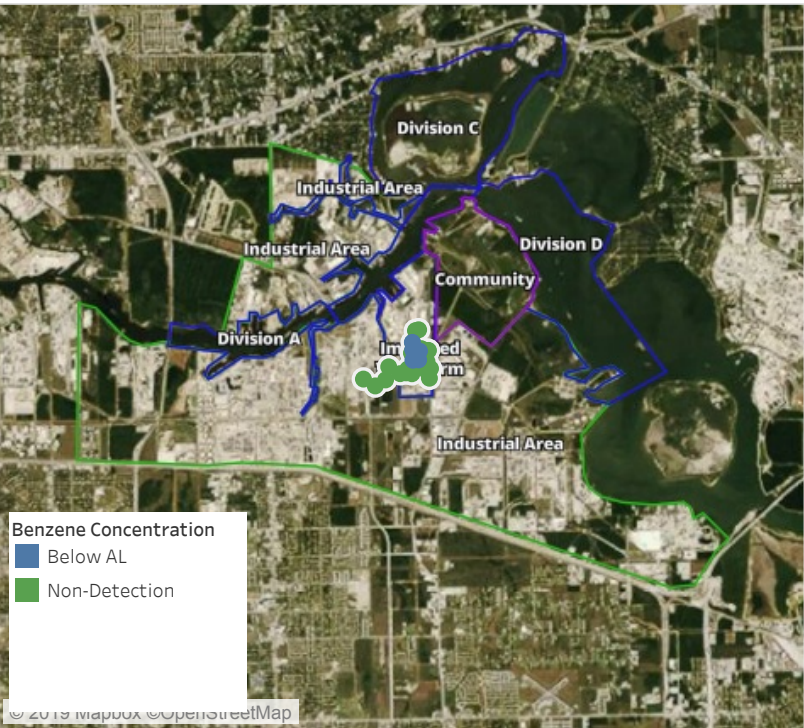 Division C
Industrial Area
Industrial Area
Division D
Community
Division A
Industrial Area
Benzene Concentration
Below AL
Non-Detection
© 2019 Mapbox ©OpenStreetMap